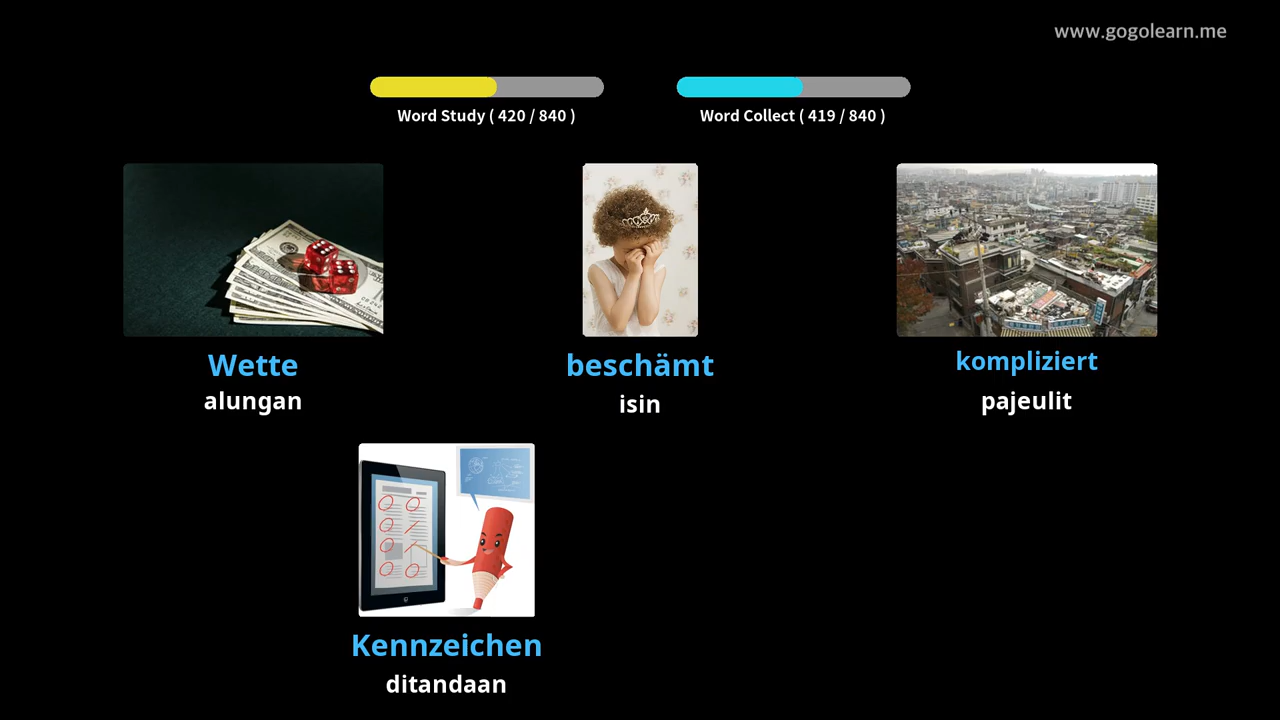 www.gogolearn.me
Word Study ( 420 / 840 )
Word Collect ( 419 / 840 )
Wette
alungan
beschämt
isin
kompliziert
pajeulit
Kennzeichen
ditandaan